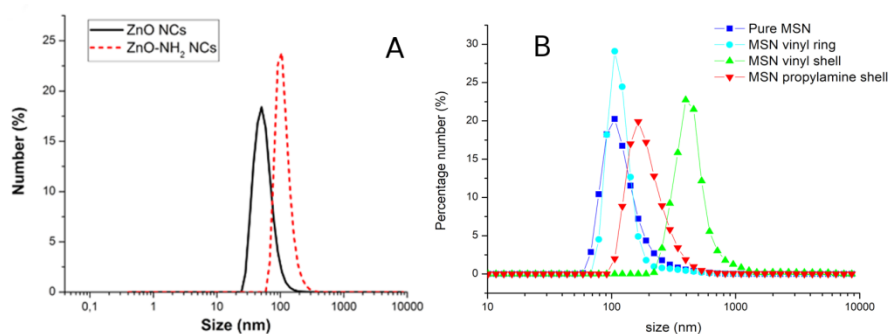 ZnO NCs
ZnO-NH₂ NCs
A
Number (%)
25
20
15
10
5
0
0,1
1
10
100
1000
10000
Size (nm)
B
Pure MSN
MSN vinyl ring
MSN vinyl shell
MSN propylamine shell
Percentage number (%)
30
25
20
15
10
5
0
10
100
1000
10000
size (nm)